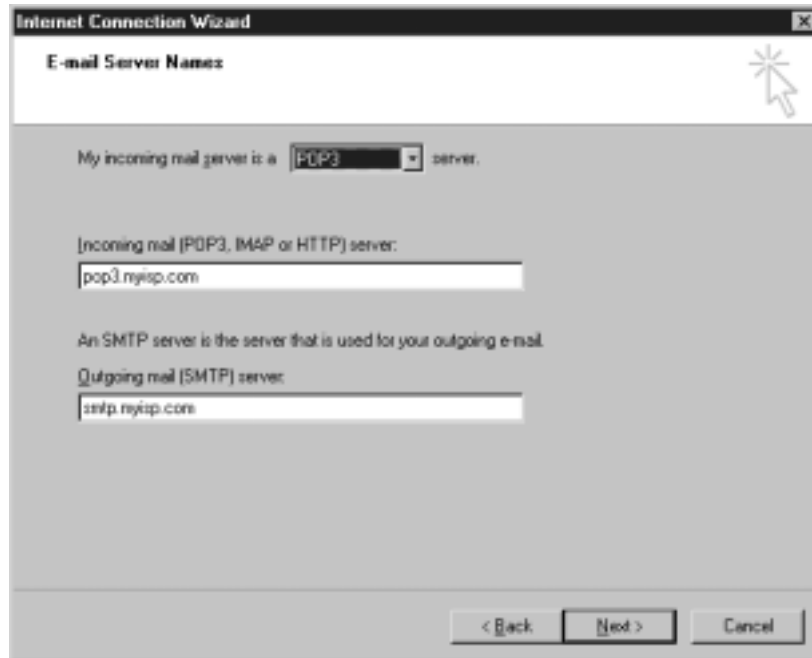 Internet Connection Wizard
E-mail Server Names
My incoming mail server is a POP3 server.
Incoming mail (POP3, IMAP or HTTP) server:
pop3.myisp.com
An SMTP server is the server that is used for your outgoing e-mail.
Outgoing mail (SMTP) server:
smtp.myisp.com
< Back Next > Cancel